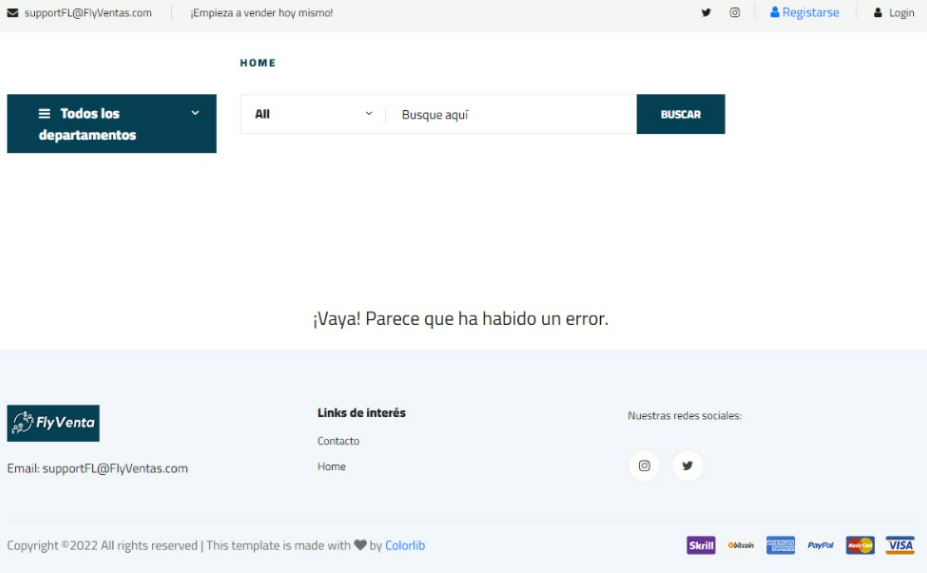 supportFL@FlyVentas.com
¡Empieza a vender hoy mismo!
Registarse
Login
HOME
Todos los
departamentos
All
Busque aquí
BUSCAR
¡Vaya! Parece que ha habido un error.
FlyVenta
Email: supportFL@FlyVentas.com
Links de interés
Contacto
Home
Nuestras redes sociales:
Copyright ©2022 All rights reserved | This template is made with ♥ by Colorlib
Skrill
bitcoin
AMERICAN EXPRESS
PayPal
MasterCard
VISA